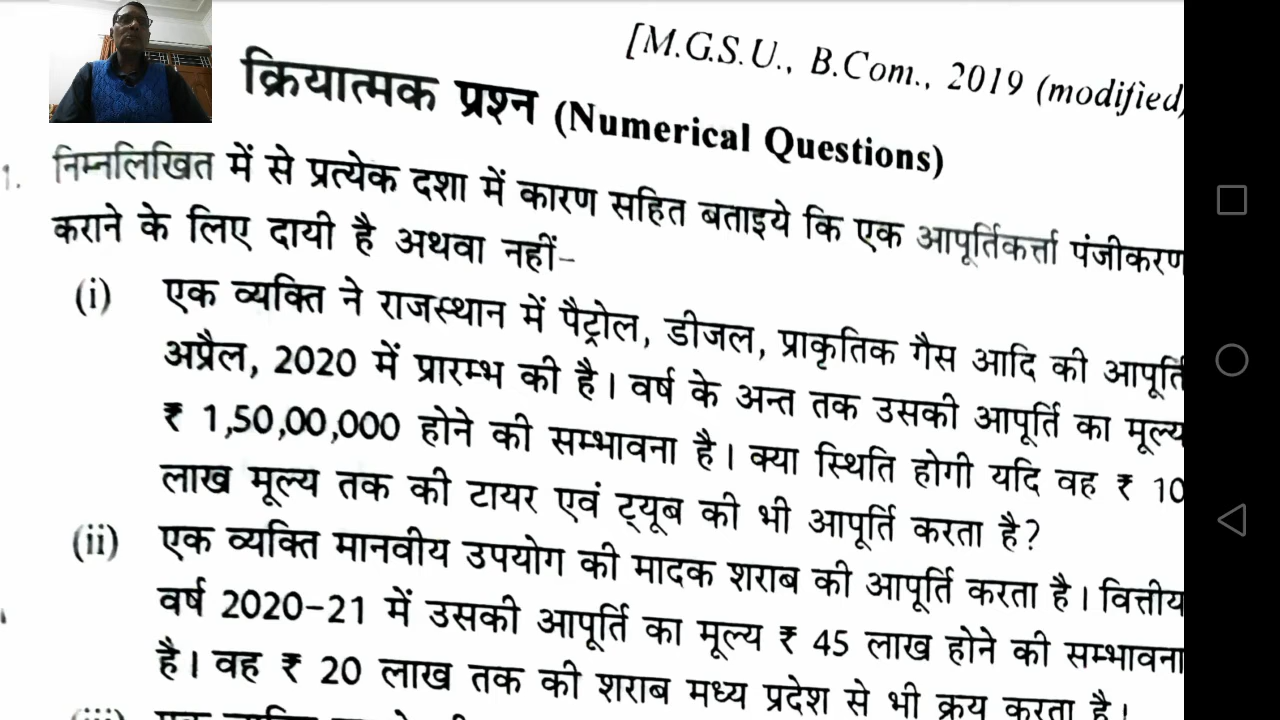 [M.G.S.U., B.Com., 2019 (modified)
क्रियात्मक प्रश्न (Numerical Questions)
1. निम्नलिखित में से प्रत्येक दशा में कारण सहित बताइये कि एक आपूर्तिकर्त्ता पंजीकरण
कराने के लिए दायी है अथवा नहीं-
(i) एक व्यक्ति ने राजस्थान में पैट्रोल, डीजल, प्राकृतिक गैस आदि की आपूर्ति
अप्रैल, 2020 में प्रारम्भ की है। वर्ष के अन्त तक उसकी आपूर्ति का मूल्य
₹ 1,50,00,000 होने की सम्भावना है। क्या स्थिति होगी यदि वह ₹ 10
लाख मूल्य तक की टायर एवं ट्यूब की भी आपूर्ति करता है?
(ii) एक व्यक्ति मानवीय उपयोग की मादक शराब की आपूर्ति करता है। वित्तीय
वर्ष 2020-21 में उसकी आपूर्ति का मूल्य ₹ 45 लाख होने की सम्भावना
है। वह ₹ 20 लाख तक की शराब मध्य प्रदेश से भी क्रय करता है।